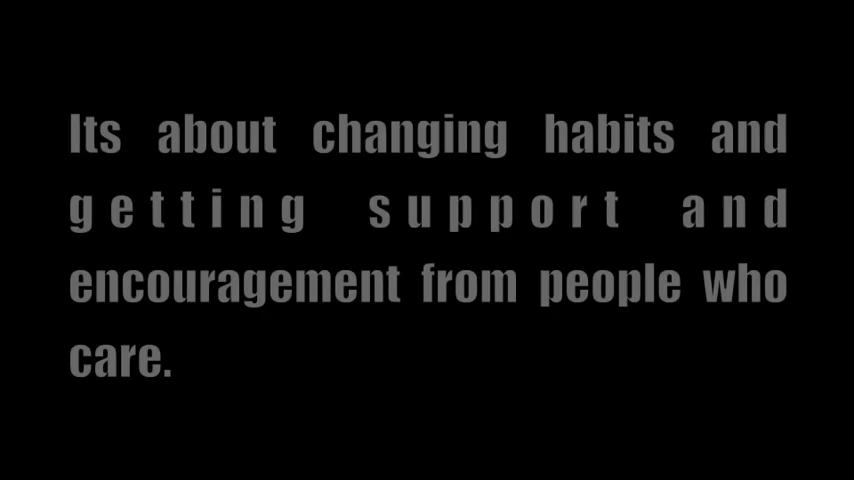 Its about changing habits and
getting support and
encouragement from people who
care.